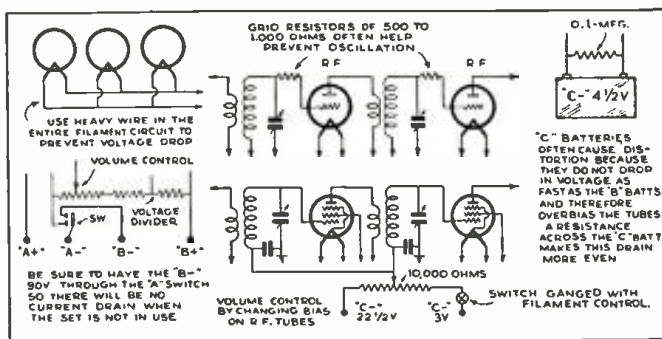 GRID RESISTORS OF 500 TO
1,000 OHMS OFTEN HELP
PREVENT OSCILLATION
R F
R F
0.1-MEG.
"C-" 4 1/2V
USE HEAVY WIRE IN THE
ENTIRE FILAMENT CIRCUIT TO
PREVENT VOLTAGE DROP
VOLUME CONTROL
SW
VOLTAGE
DIVIDER
"A+"
"A-"
"B-"
"B+"
BE SURE TO HAVE THE "B-"
90V THROUGH THE "A" SWITCH
SO THERE WILL BE NO
CURRENT DRAIN WHEN
THE SET IS NOT IN USE
"C" BATTERIES
OFTEN CAUSE DIS-
TORTION BECAUSE
THEY DO NOT DROP
IN VOLTAGE AS
FAST AS THE "B" BATTS
AND THEREFORE
OVERBIAS THE TUBES
A RESISTANCE
ACROSS THE "C" BATT
MAKES THIS DRAIN
MORE EVEN
10,000 OHMS
VOLUME CONTROL
BY CHANGING BIAS
ON R.F. TUBES
"C-"
22 1/2V
"C-"
3V
SWITCH GANGED WITH
FILAMENT CONTROL.